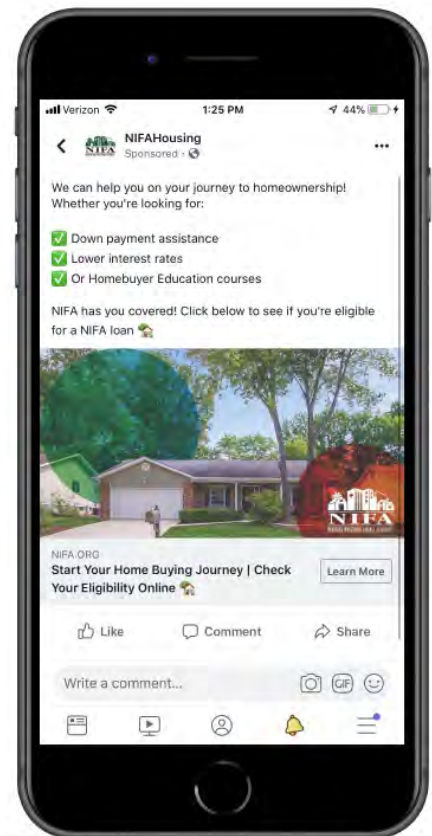 Verizon 1:25 PM 44%
NIFAHousing
NIFA
Sponsored ·
We can help you on your journey to homeownership!
Whether you're looking for:
Down payment assistance
Lower interest rates
Or Homebuyer Education courses
NIFA has you covered! Click below to see if you're eligible
for a NIFA loan
NIFA
NIFA.ORG
Start Your Home Buying Journey | Check
Your Eligibility Online
Learn More
Like Comment Share
Write a comment...
GIF